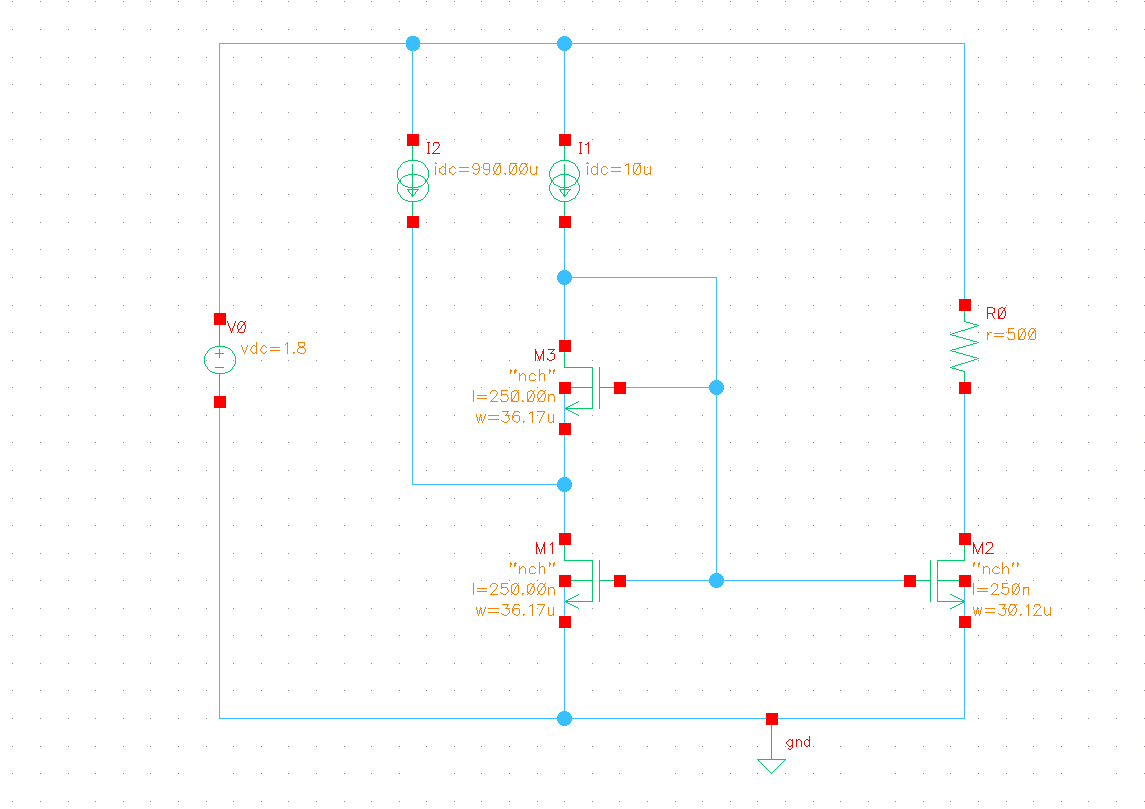 I2
idc=990.00u
I1
idc=10u
V0
vdc=1.8
R0
r=500
M3
"nch"
l=250.00n
w=36.17u
M1
"nch"
l=250.00n
w=36.17u
M2
"nch"
l=250n
w=30.12u
gnd